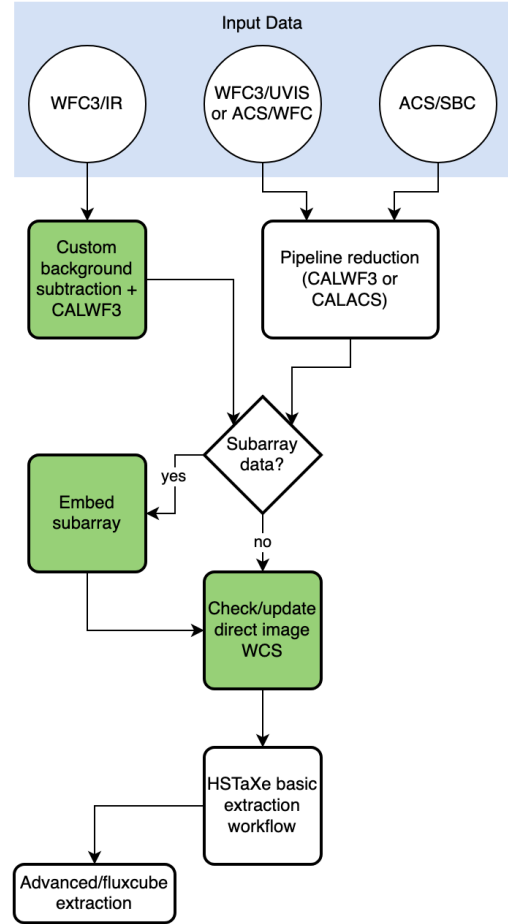 Input Data
WFC3/IR
WFC3/UVIS
or ACS/WFC
ACS/SBC
Custom
background
subtraction +
CALWF3
Pipeline reduction
(CALWF3 or
CALACS)
Subarray
data?
yes
Embed
subarray
no
Check/update
direct image
WCS
HSTaXe basic
extraction
workflow
Advanced/fluxcube
extraction